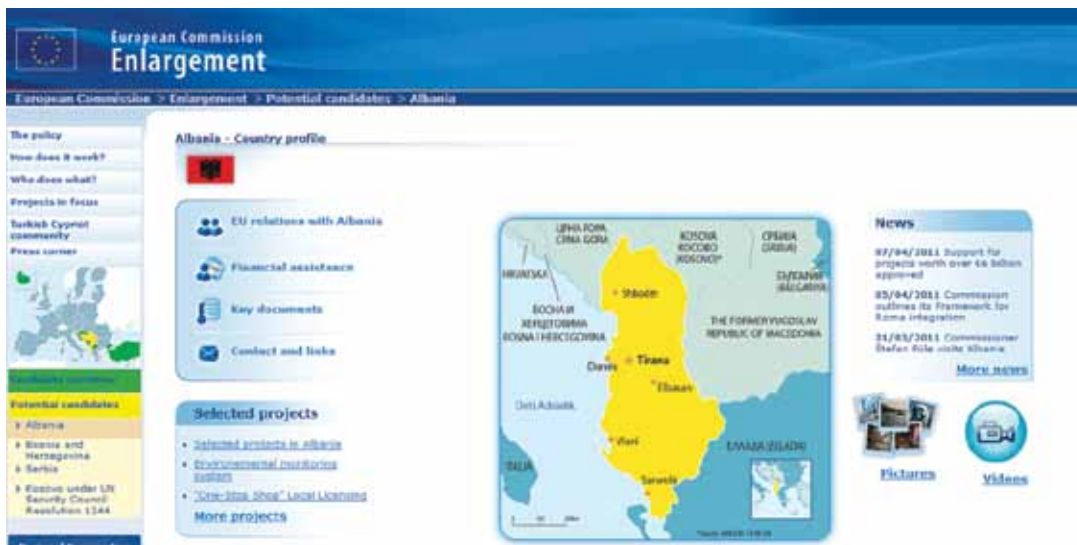 European Commission
Enlargement
European Commission > Enlargement > Potential candidates > Albania
The policy
How does it work?
Who does what?
Projects in focus
Turkish Cypriot
community
Press corner
Candidate countries
Potential candidates
Albania
Bosnia and
Herzegovina
Serbia
Kosovo under UN
Security Council
Resolution 1244
Albania - Country profile
EU relations with Albania
Financial assistance
Key documents
Contact and links
Selected projects
Selected projects in Albania
Environmental monitoring
system
"One-Stop Shop" Local Licensing
More projects
ЦРНА ГОРА
CRNA GORA
KOSOVA
KOCOBO
(KOSOVO)*
СРБИЈА
(SRBIJA)
HRVATSKA
БЪЛГАРИЯ
(BULGARIYA)
БОСНА И
ХЕРЦЕГОВИНА
BOSNA I HERCEGOVINA
THE FORMER YUGOSLAV
REPUBLIC OF MACEDONIA
Shkodër
Durrës
Tirana
Elbasan
Deti Adriatik
Vlorë
ΕΛΛΑΔΑ (ELLADA)
ITALIA
Saranda
News
07/04/2011 Support for
projects worth over €6 billion
approved
05/04/2011 Commission
outlines its Framework for
Roma integration
31/03/2011 Commissioner
Štefan Füle visits Albania
More news
Pictures
Videos